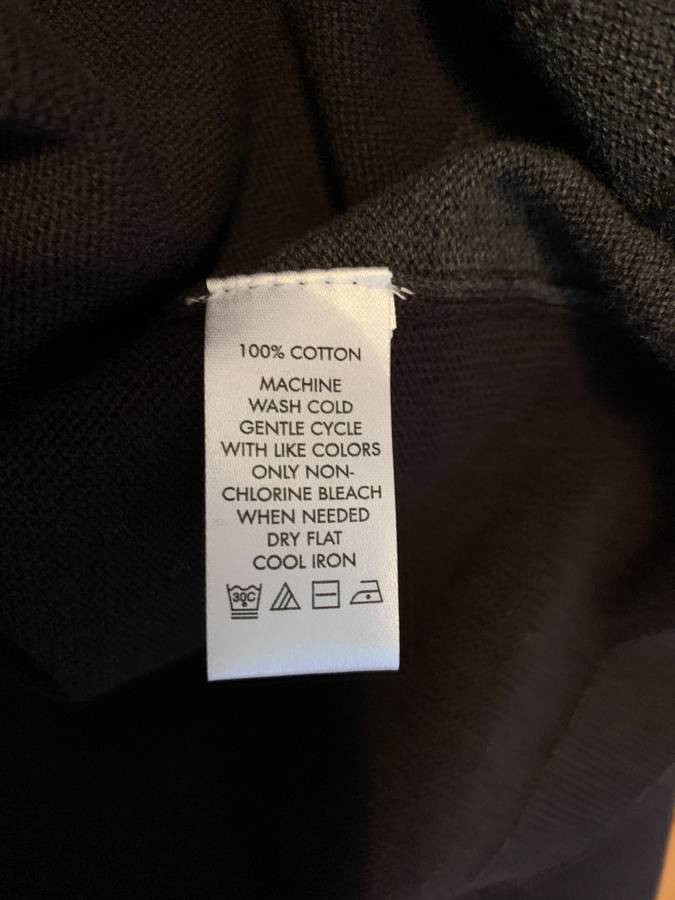 100% COTTON
MACHINE
WASH COLD
GENTLE CYCLE
WITH LIKE COLORS
ONLY NON-
CHLORINE BLEACH
WHEN NEEDED
DRY FLAT
COOL IRON
30C